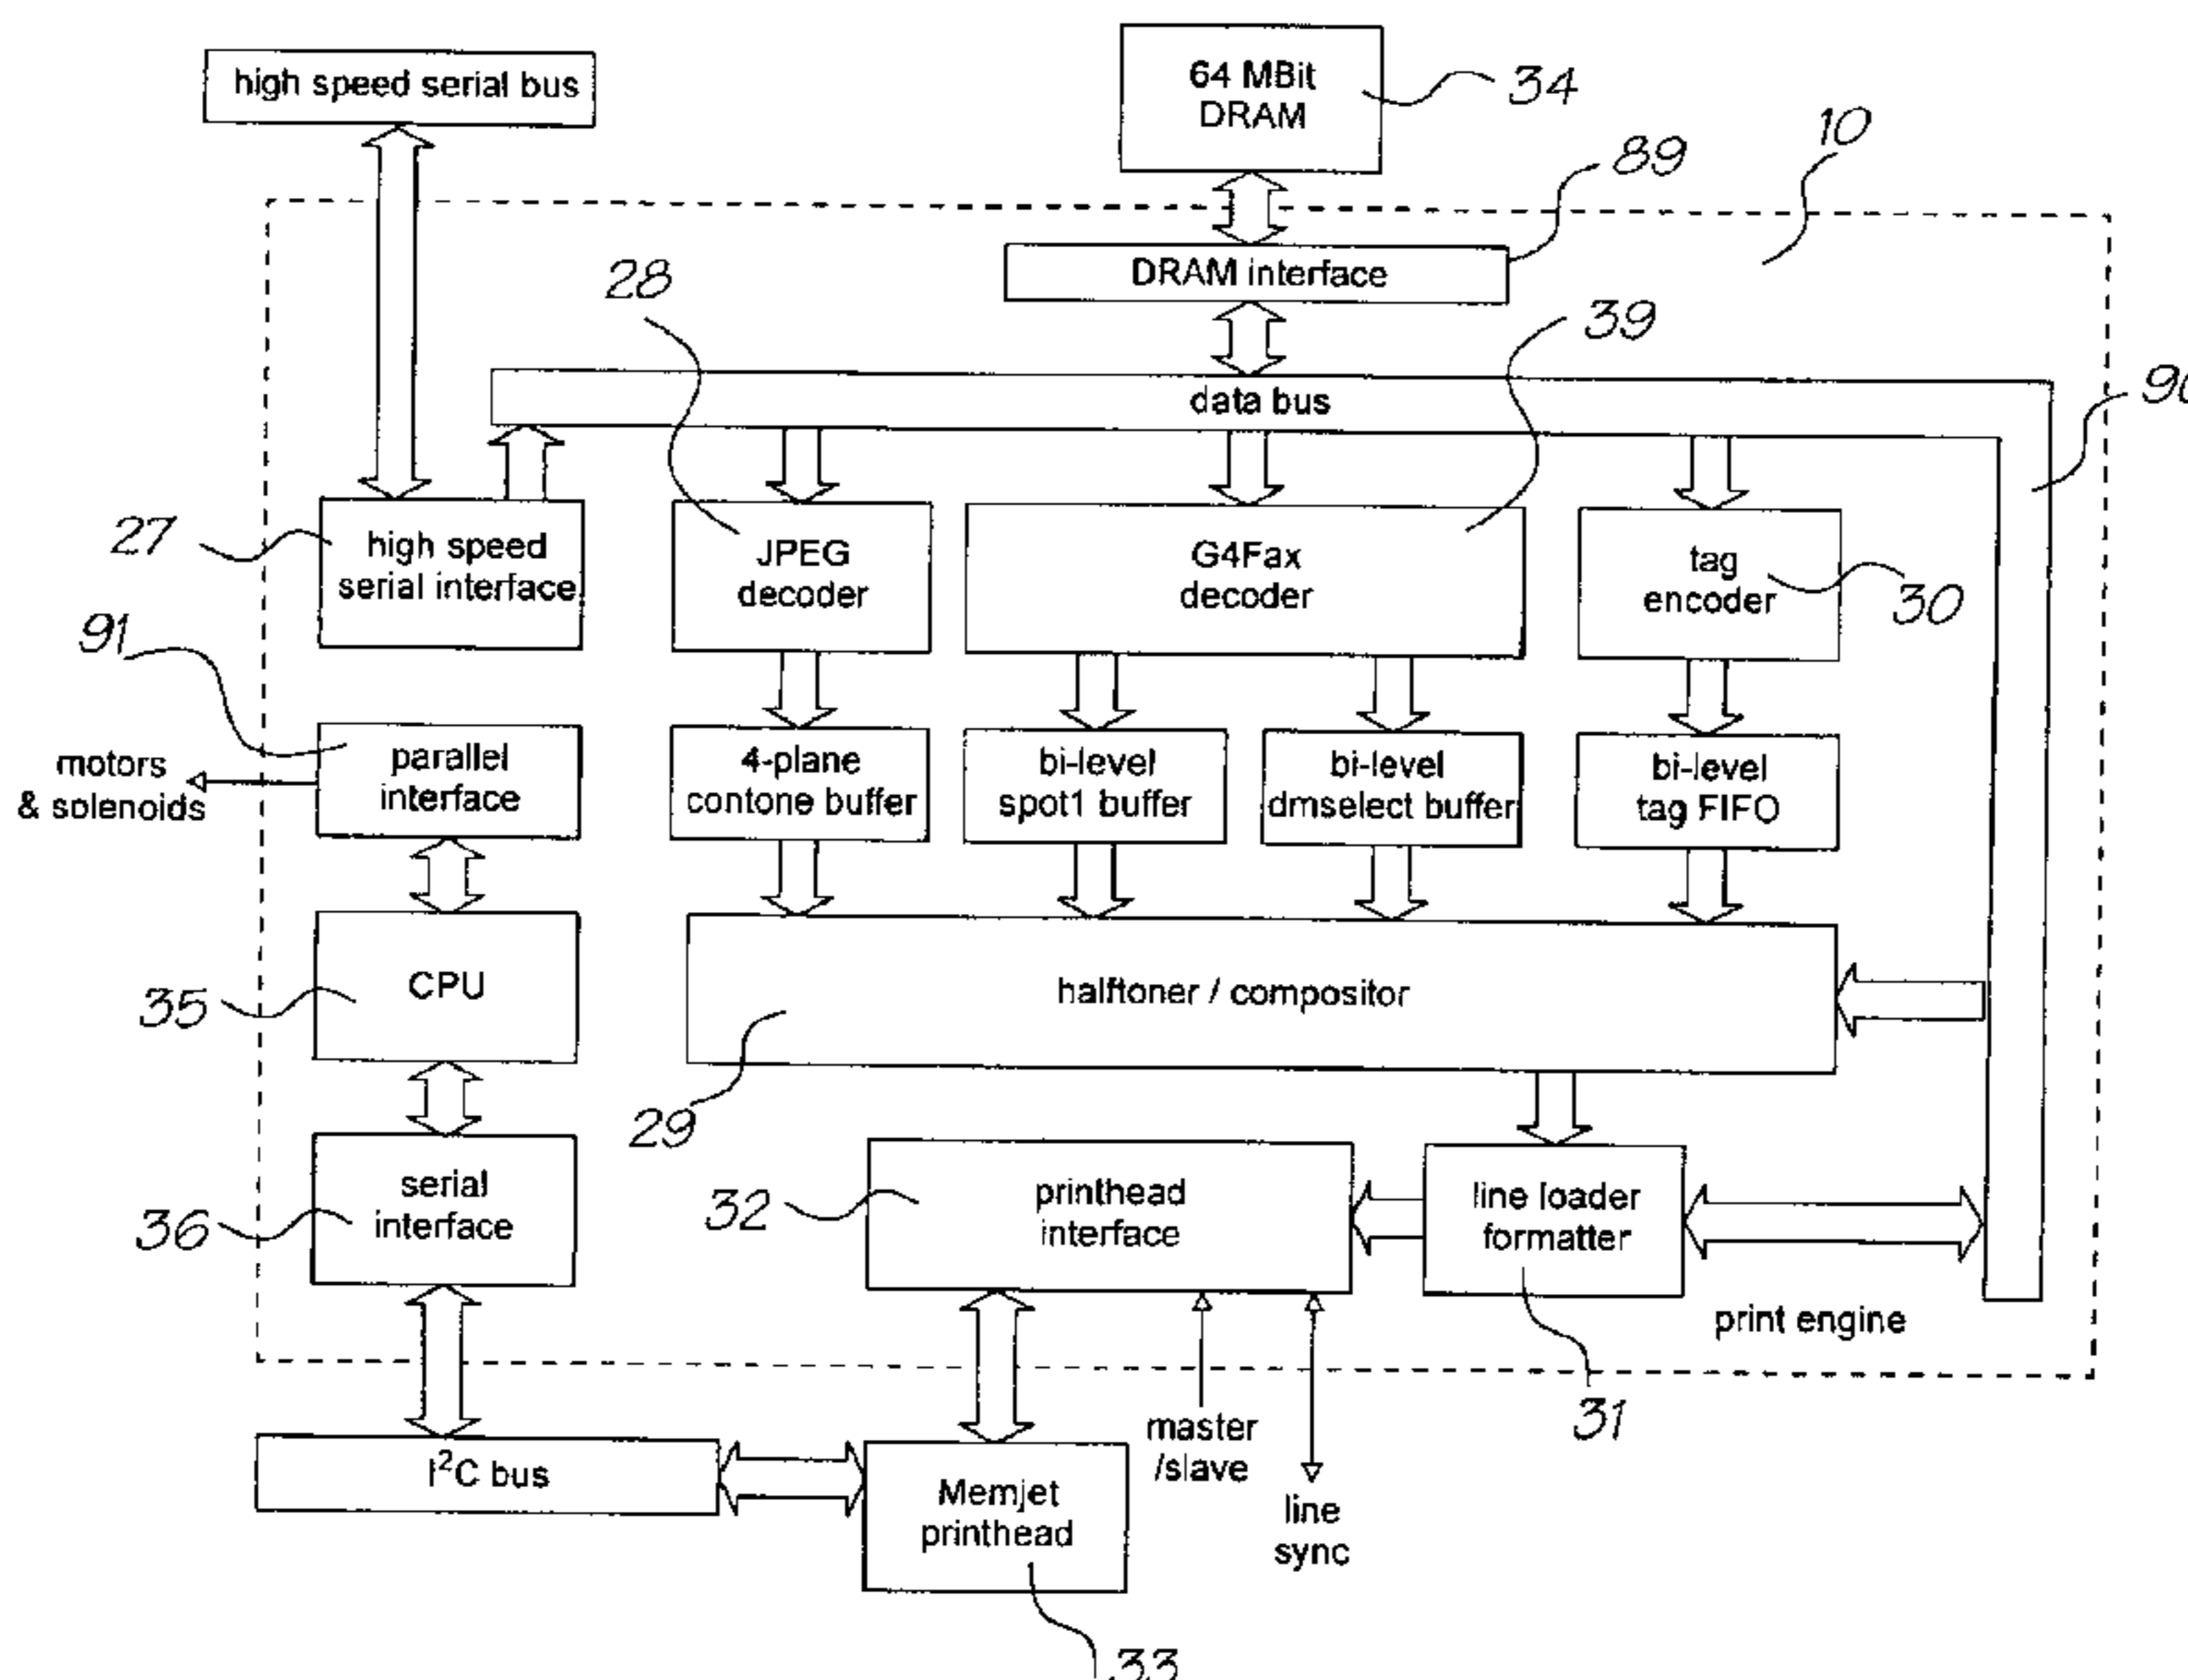 high speed serial bus
64 MBit
DRAM
34
10
89
DRAM interface
28
39
data bus
90
27
high speed
serial interface
JPEG
decoder
G4Fax
decoder
tag
encoder
30
91
motors
& solenoids
parallel
interface
4-plane
contone buffer
bi-level
spot1 buffer
bi-level
dmselect buffer
bi-level
tag FIFO
35
CPU
halftoner / compositor
29
36
serial
interface
32
printhead
interface
line loader
formatter
print engine
31
I²C bus
Memjet
printhead
master
/slave
line
sync
33